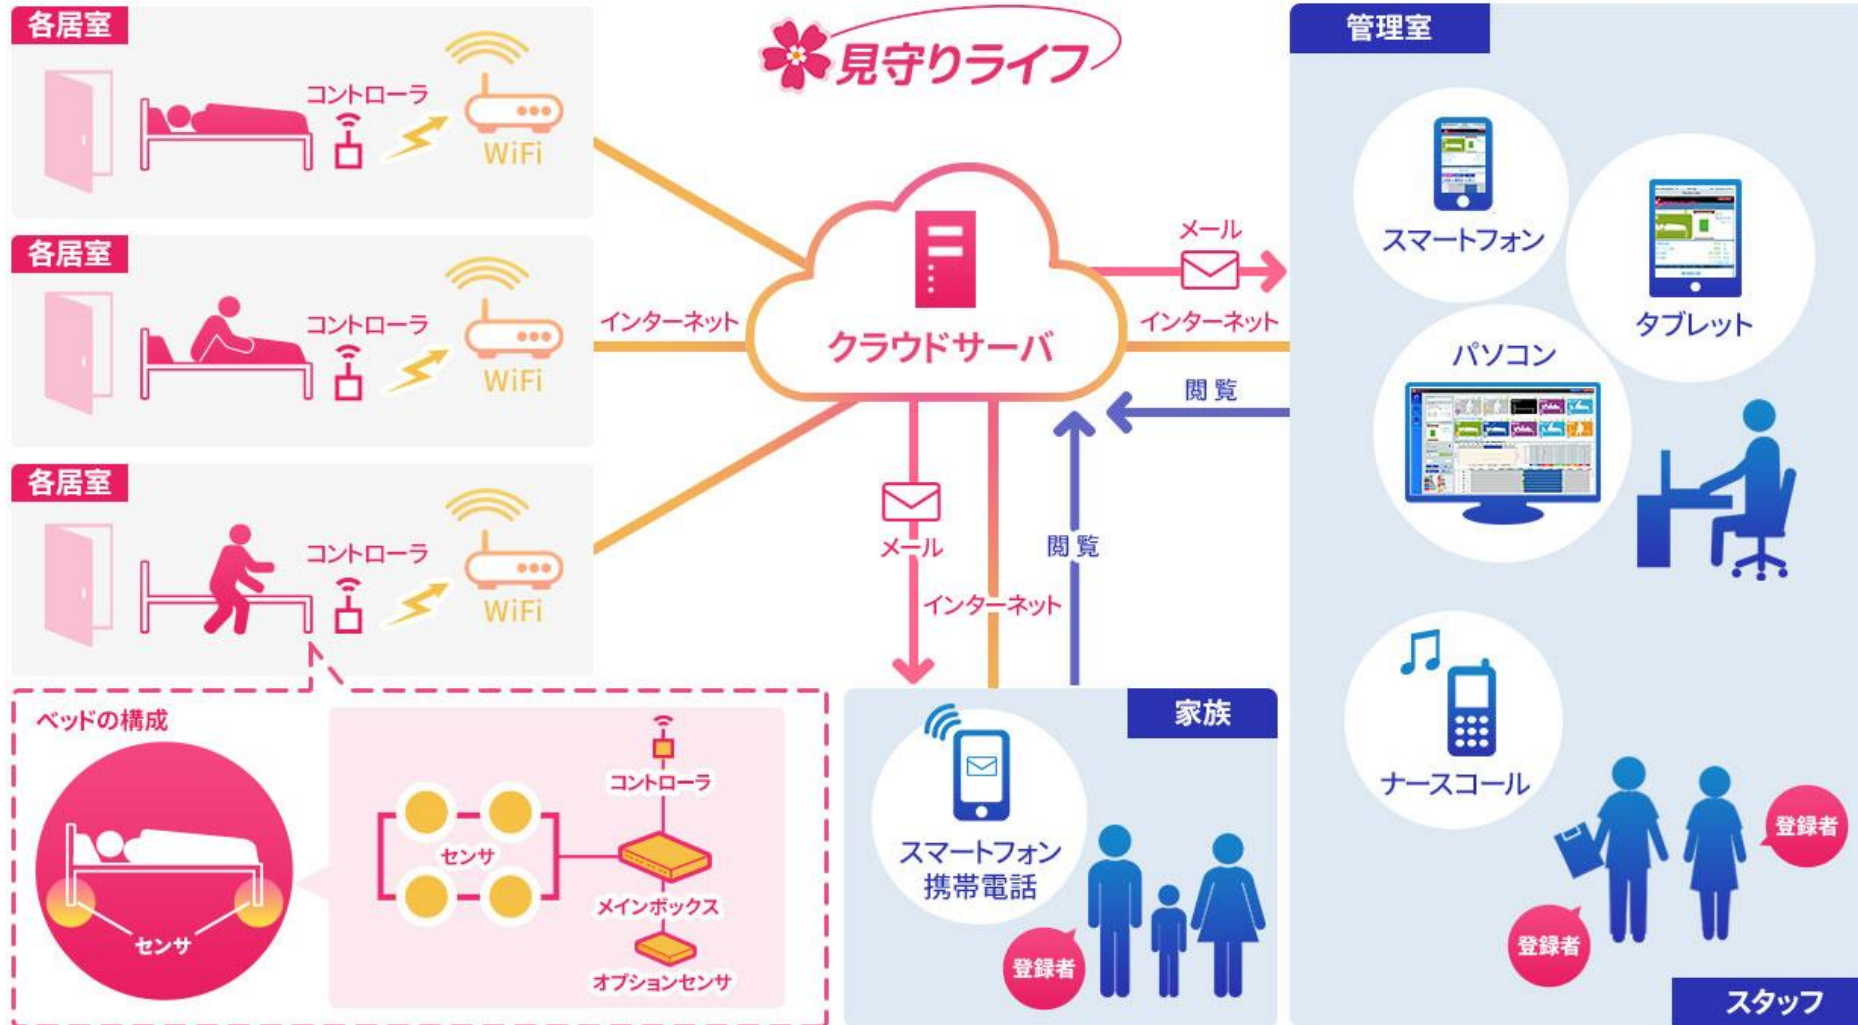 各居室
コントローラ
WiFi
各居室
コントローラ
WiFi
各居室
コントローラ
WiFi
見守りライフ
インターネット
クラウドサーバ
メール
インターネット
閲覧
メール
閲覧
インターネット
ベッドの構成
センサ
コントローラ
センサ
メインボックス
オプションセンサ
家族
スマートフォン
携帯電話
登録者
管理室
スマートフォン
タブレット
パソコン
ナースコール
登録者
登録者
スタッフ